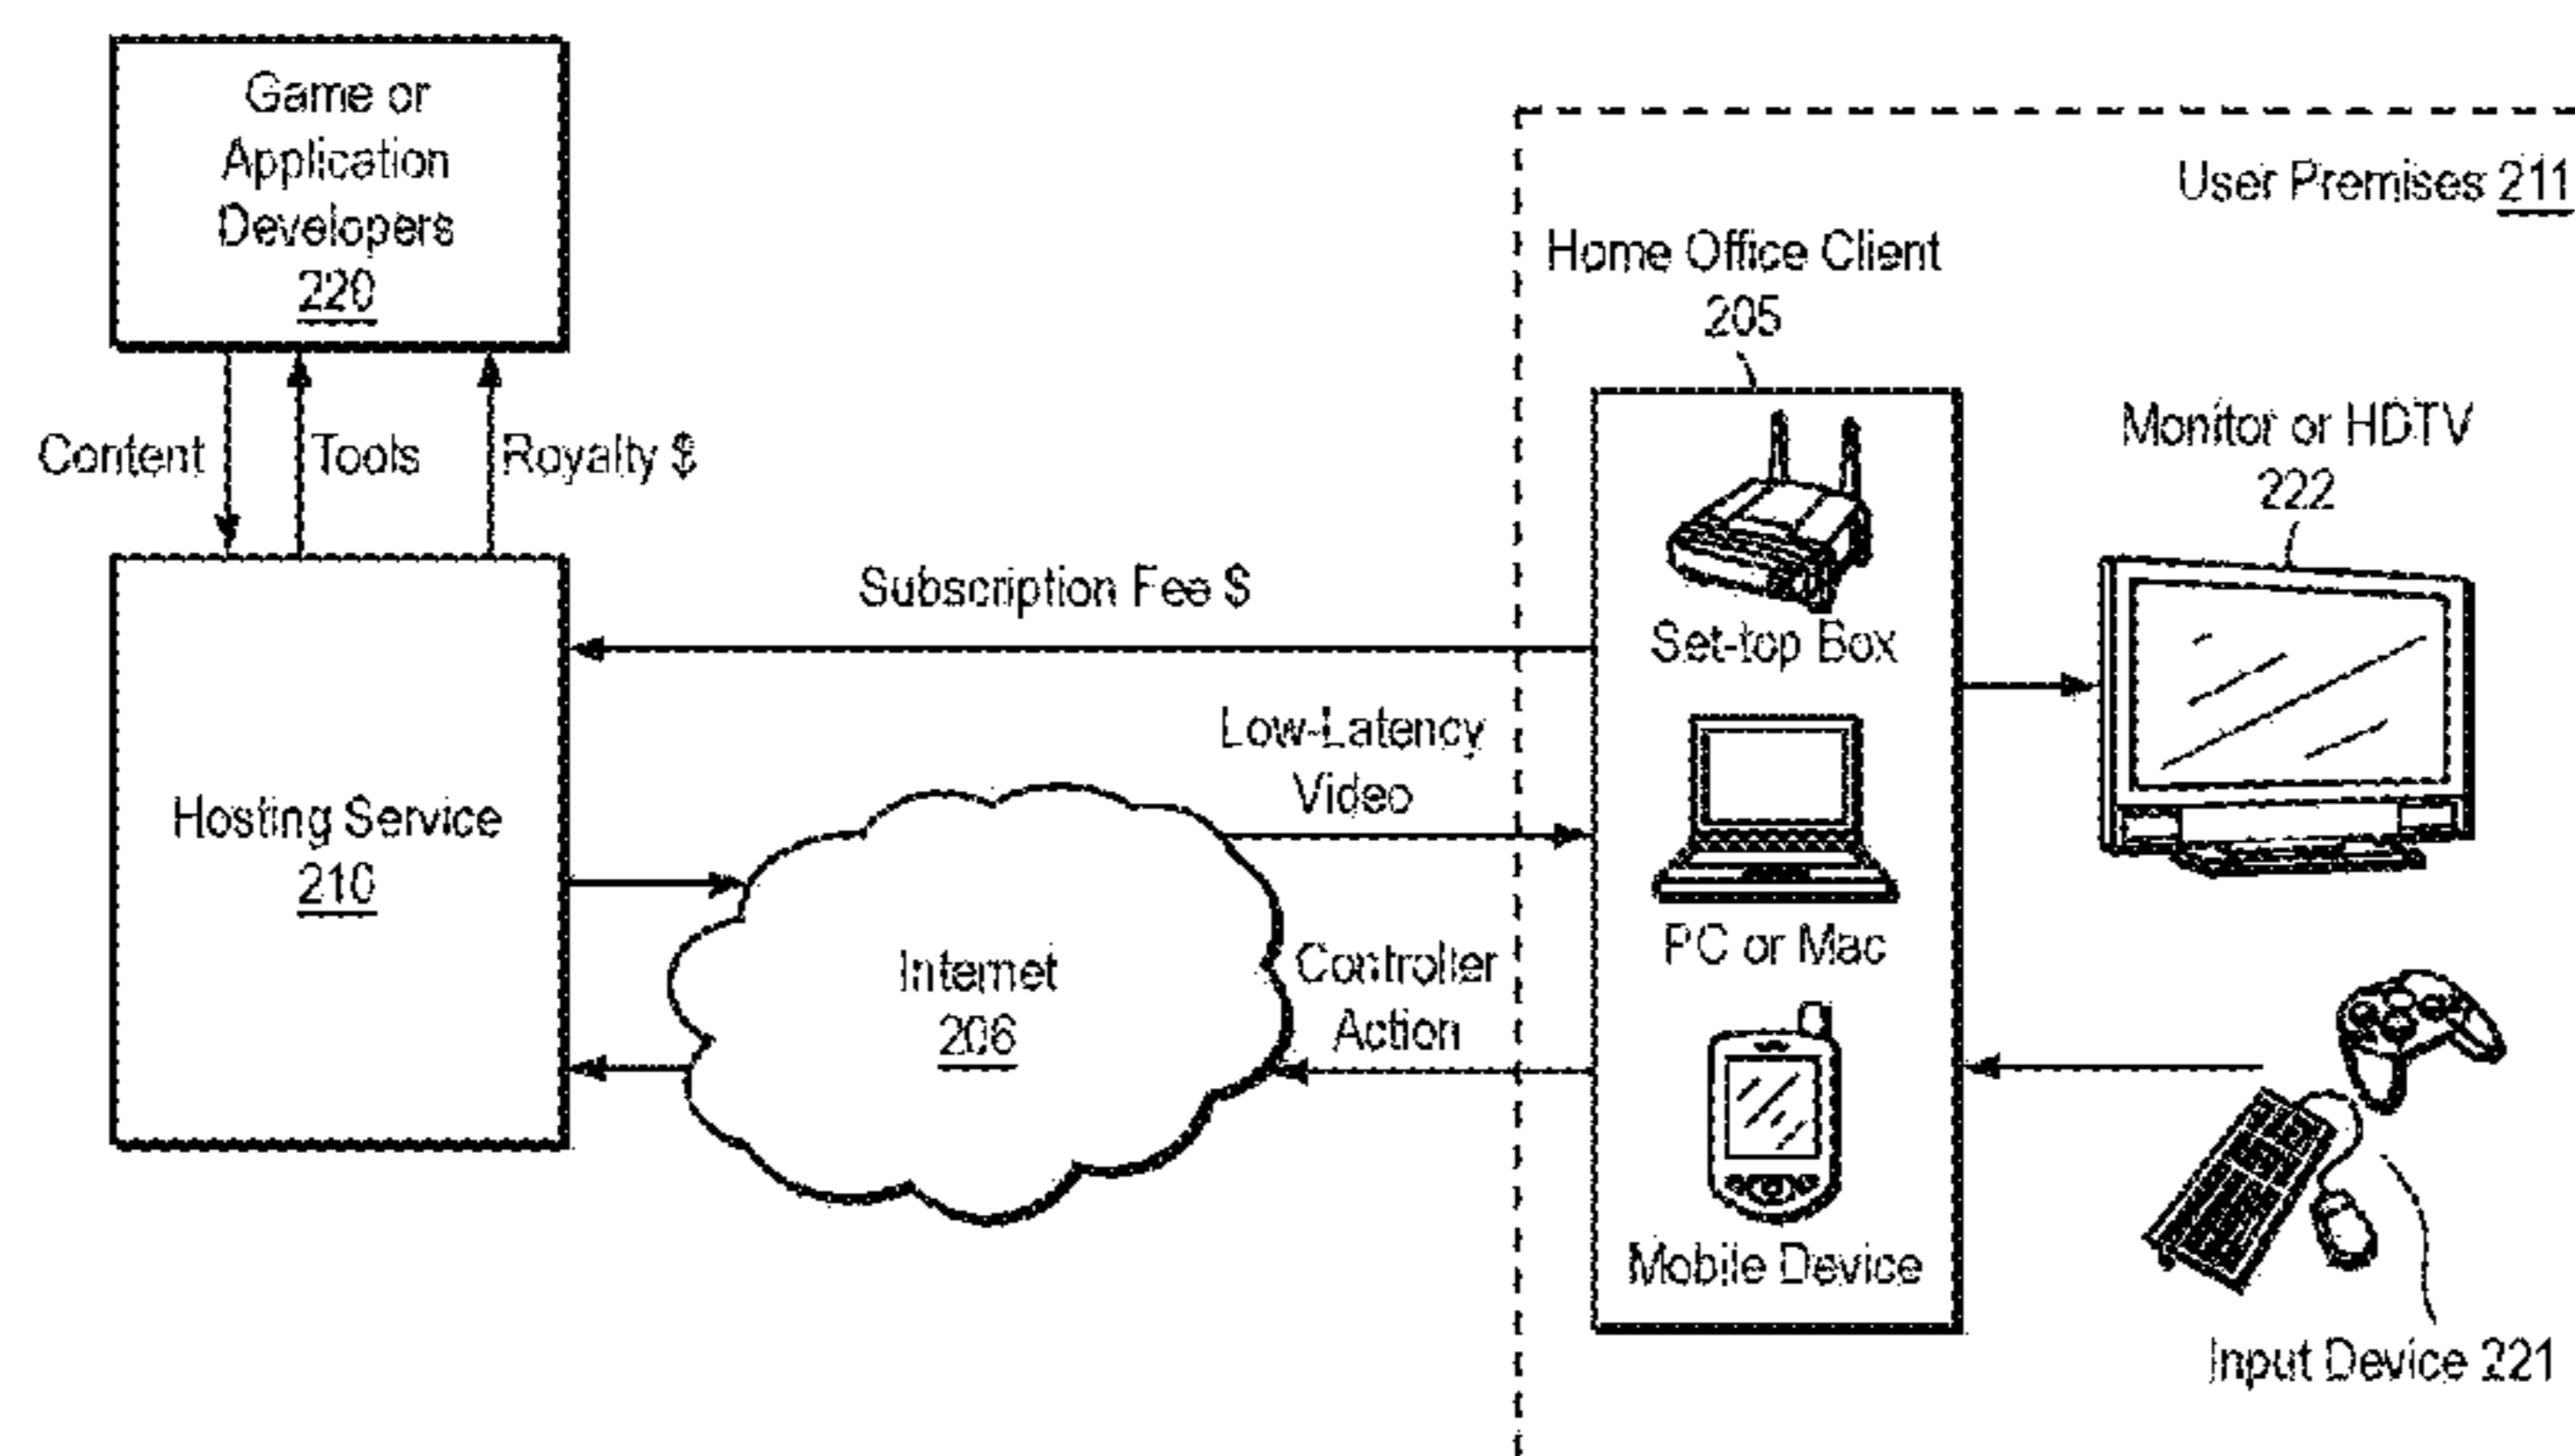 Game or
Application
Developers
220
Content
Tools
Royalty $
Hosting Service
210
Subscription Fee $
Low-Latency
Video
Internet
206
Controller
Action
User Premises 211
Home Office Client
205
Set-top Box
PC or Mac
Mobile Device
Monitor or HDTV
222
Input Device 221